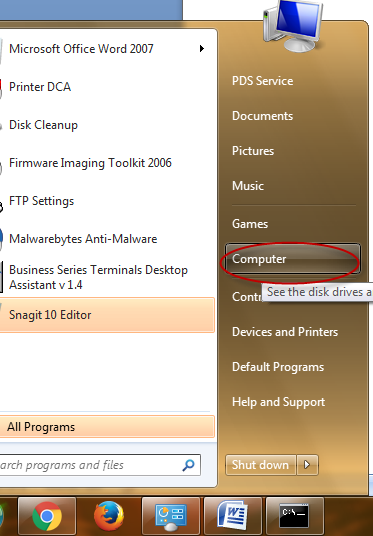 Microsoft Office Word 2007
Printer DCA
Disk Cleanup
Firmware Imaging Toolkit 2006
FTP Settings
Malwarebytes Anti-Malware
Business Series Terminals Desktop
Assistant v 1.4
Snagit 10 Editor
All Programs
arch programs and files
PDS Service
Documents
Pictures
Music
Games
Computer
See the disk drives a
Contr
Devices and Printers
Default Programs
Help and Support
Shut down
C:\